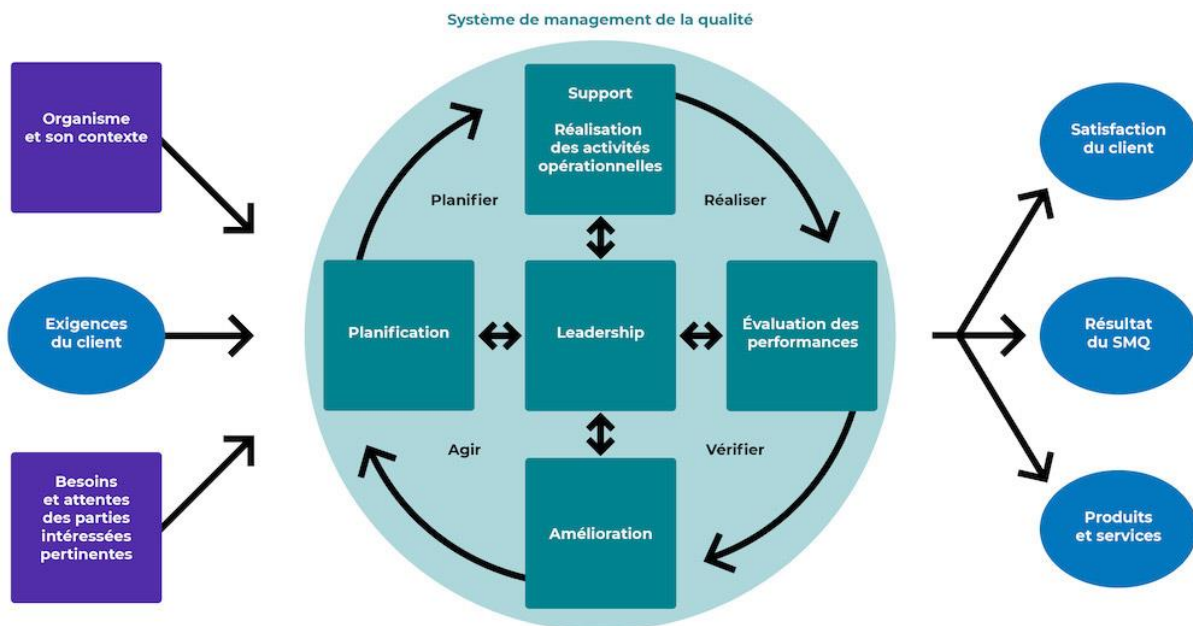 Système de management de la qualité
Organisme
et son contexte
Exigences
du client
Besoins
et attentes
des parties
intéressées
pertinentes
Support
Réalisation
des activités
opérationnelles
Planifier
Réaliser
Planification
Leadership
Évaluation des
performances
Agir
Vérifier
Amélioration
Satisfaction
du client
Résultat
du SMQ
Produits
et services